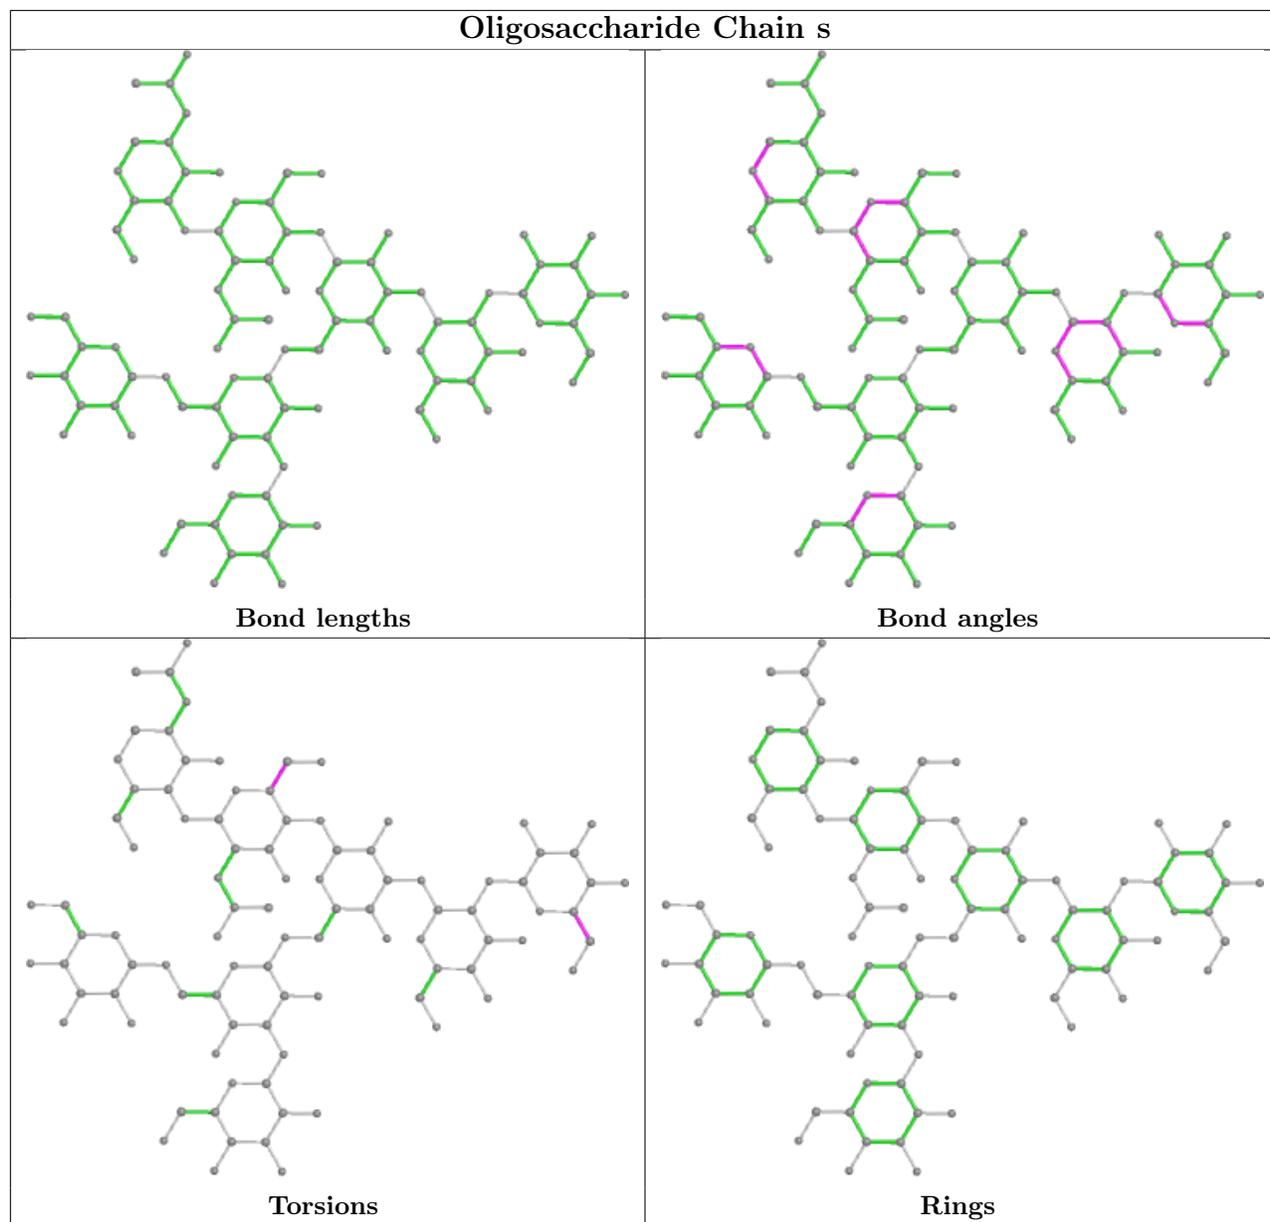 Oligosaccharide Chain s
Bond lengths
Bond angles
Torsions
Rings